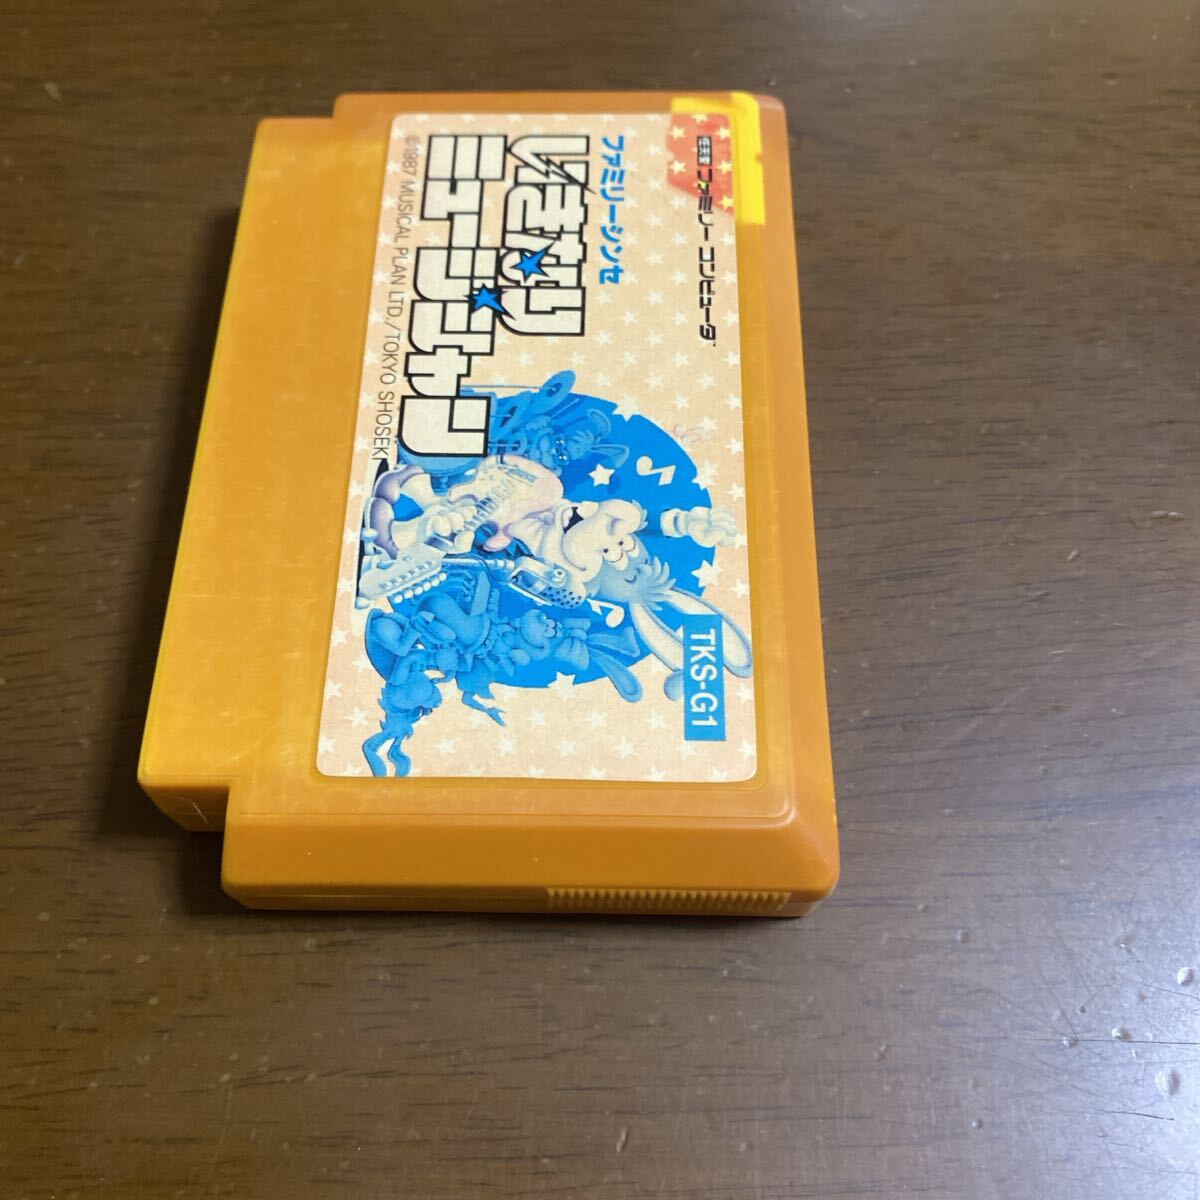 任天堂 ファミリー コンピュータ™
ファミリーシンセ
いきなり
ミュージシャン
©1987 MUSICAL PLAN LTD./TOKYO SHOSEKI
TKS-G1